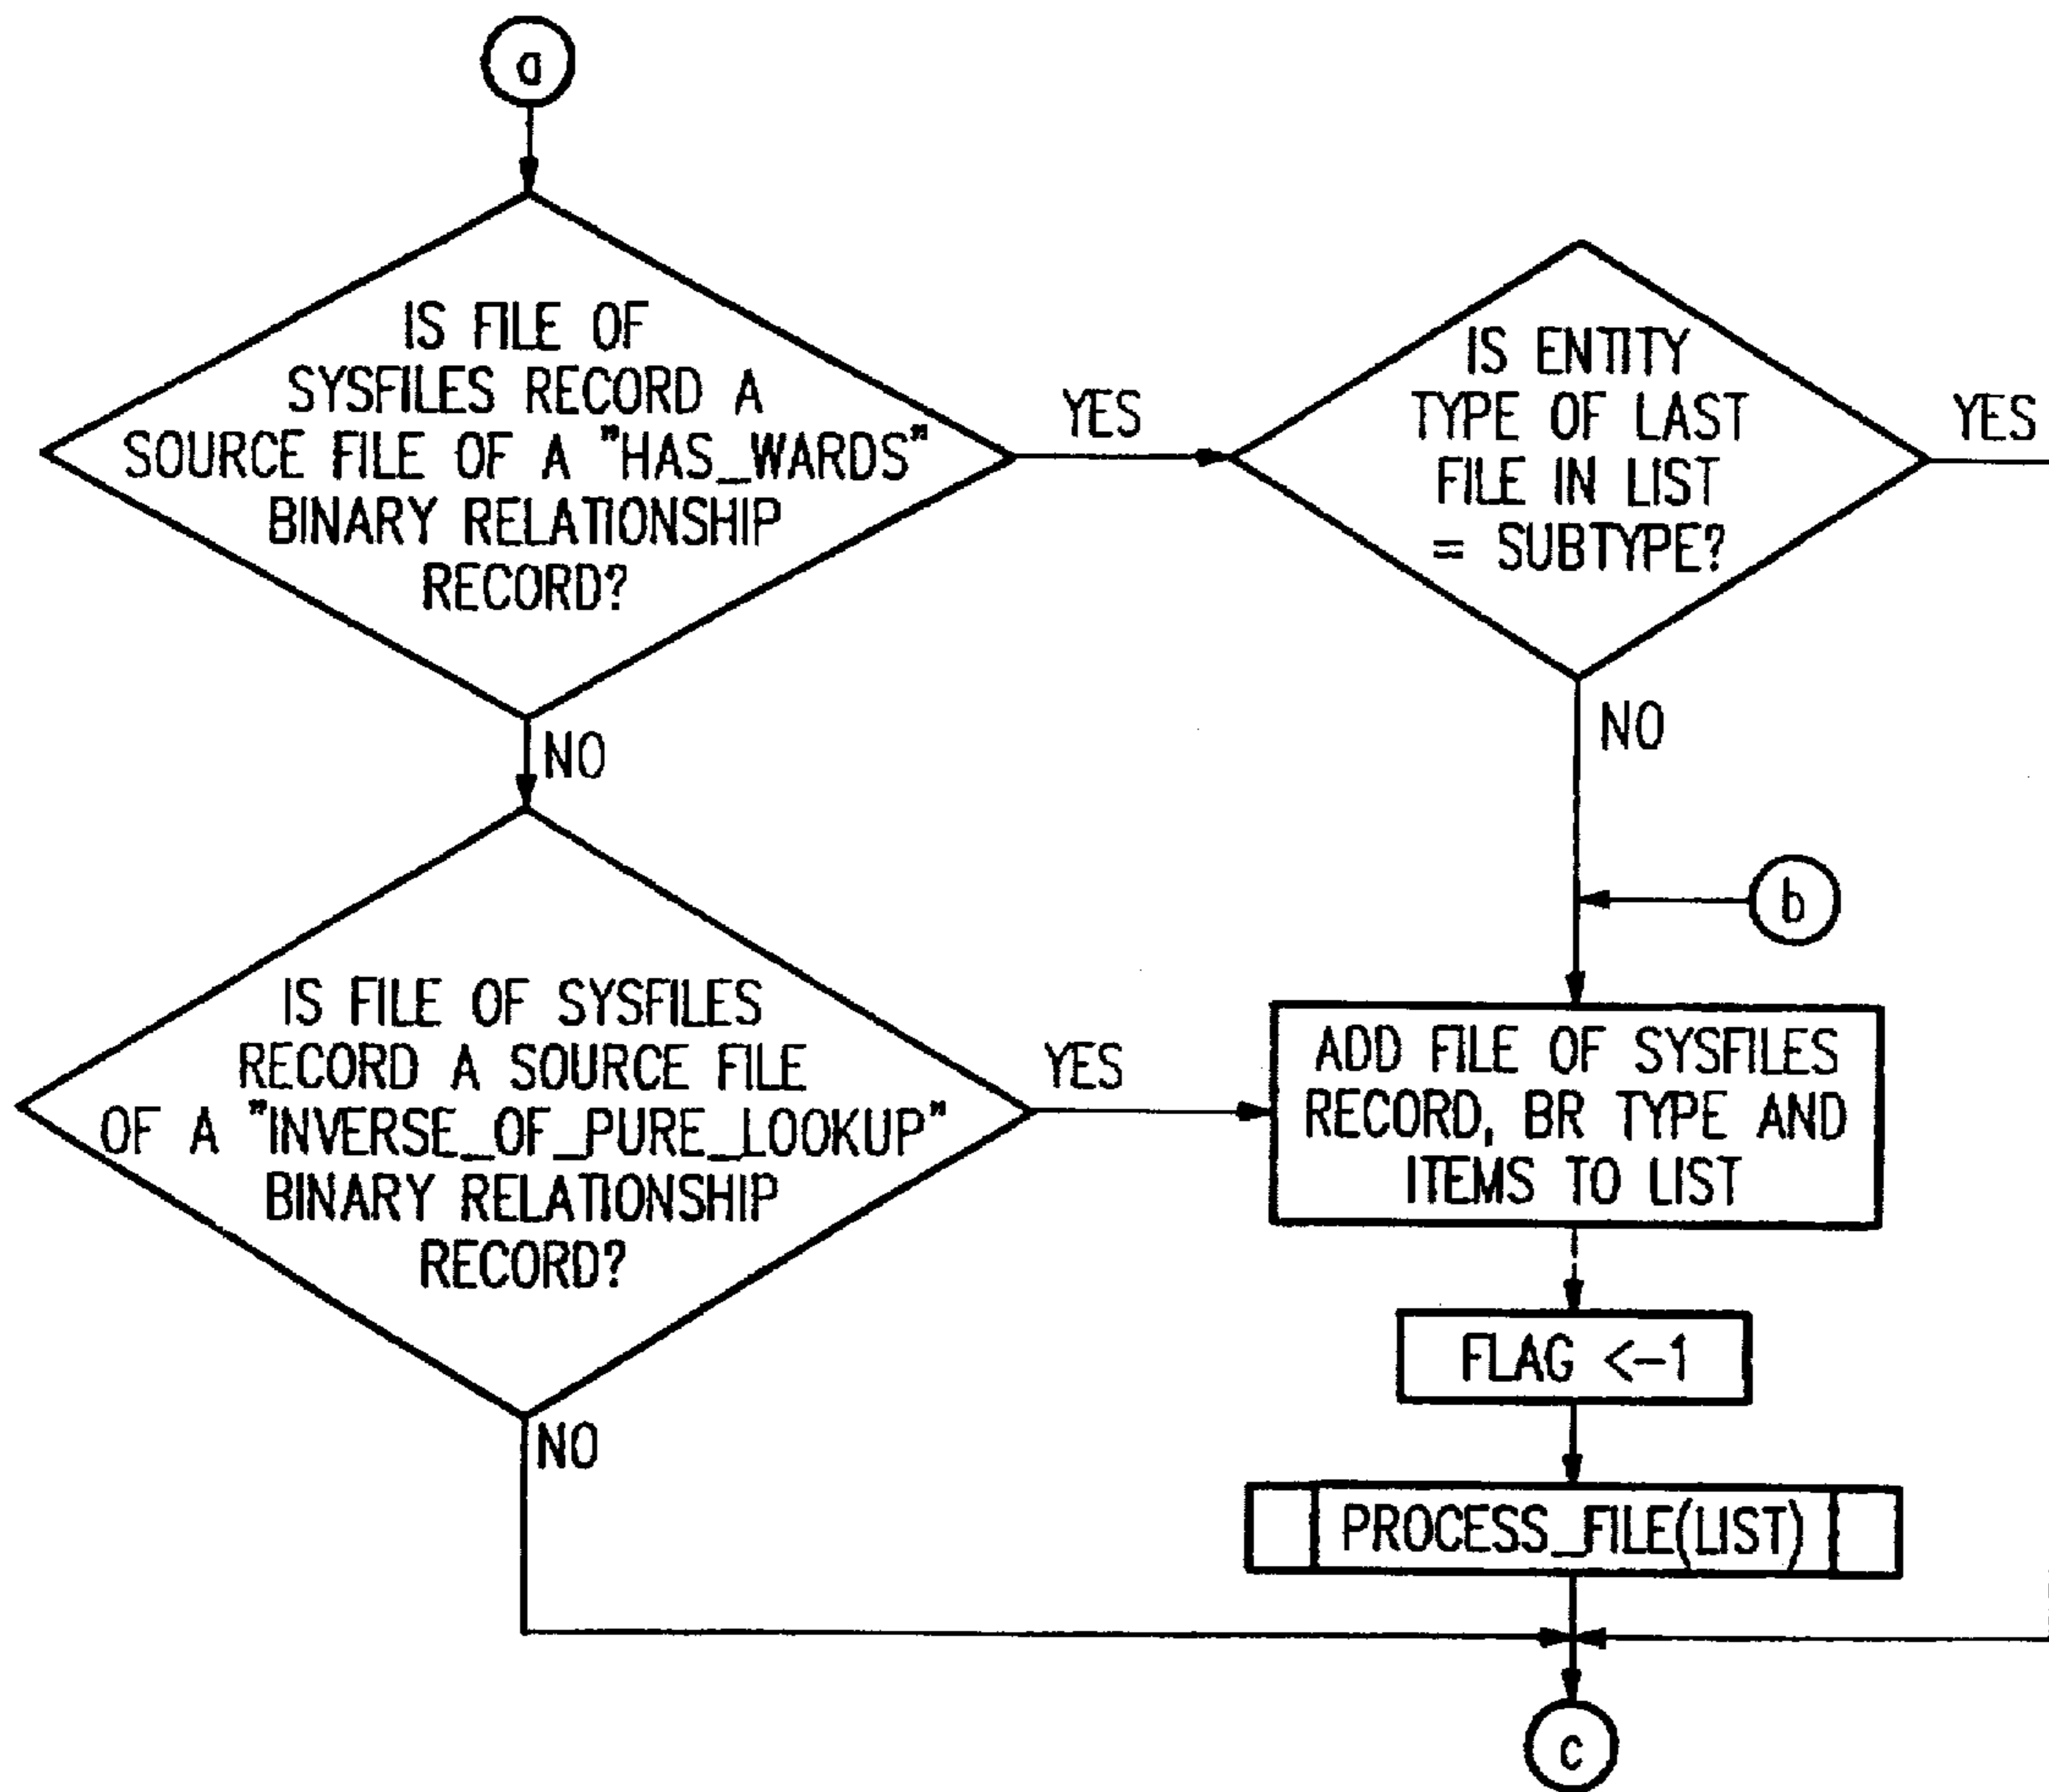 a
IS FILE OF
SYSFILES RECORD A
SOURCE FILE OF A "HAS_WARDS"
BINARY RELATIONSHIP
RECORD?
YES
IS ENTITY
TYPE OF LAST
FILE IN LIST
= SUBTYPE?
YES
NO
NO
b
IS FILE OF SYSFILES
RECORD A SOURCE FILE
OF A "INVERSE_OF_PURE_LOOKUP"
BINARY RELATIONSHIP
RECORD?
YES
ADD FILE OF SYSFILES
RECORD, BR TYPE AND
ITEMS TO LIST
FLAG <-1
NO
PROCESS_FILE(LIST)
c